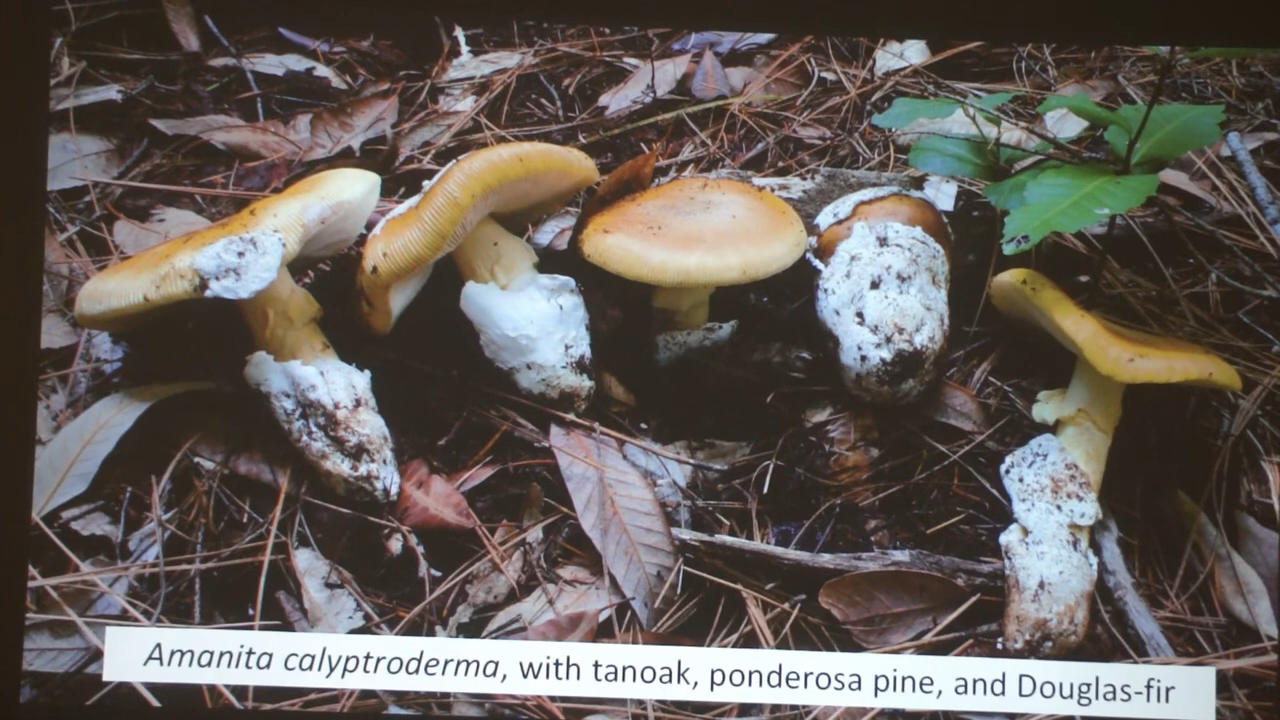 Amanita calyptroderma, with tanoak, ponderosa pine, and Douglas-fir